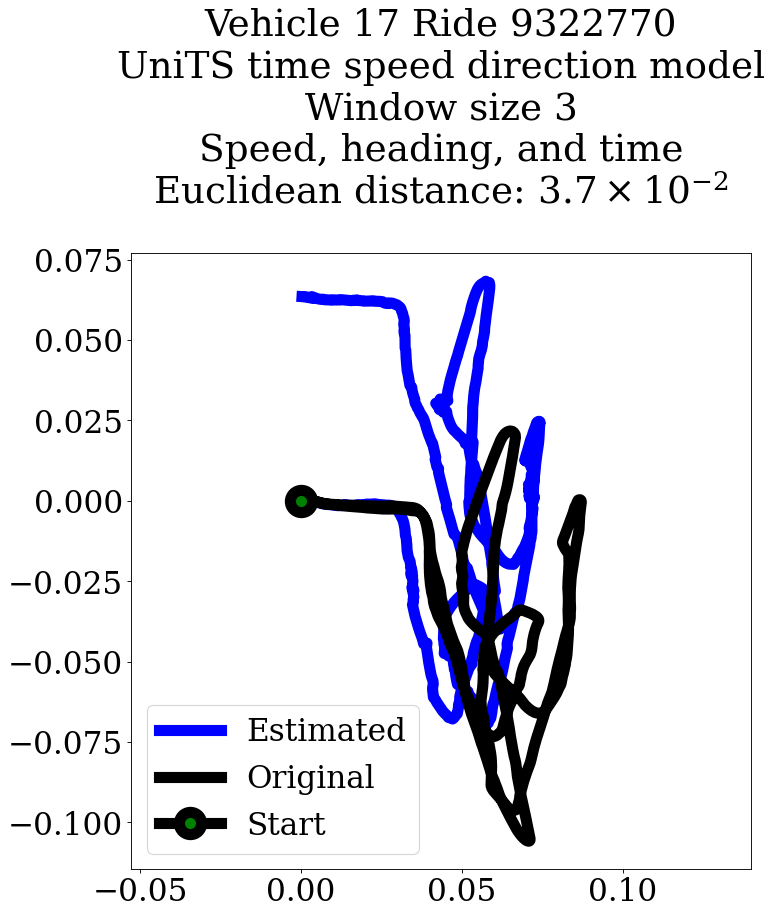 Vehicle 17 Ride 9322770
UniTS time speed direction model
Window size 3
Speed, heading, and time
Euclidean distance: 3.7 × 10⁻²
0.075
0.050
0.025
0.000
−0.025
−0.050
−0.075
−0.100
Estimated
Original
Start
−0.05
0.00
0.05
0.10